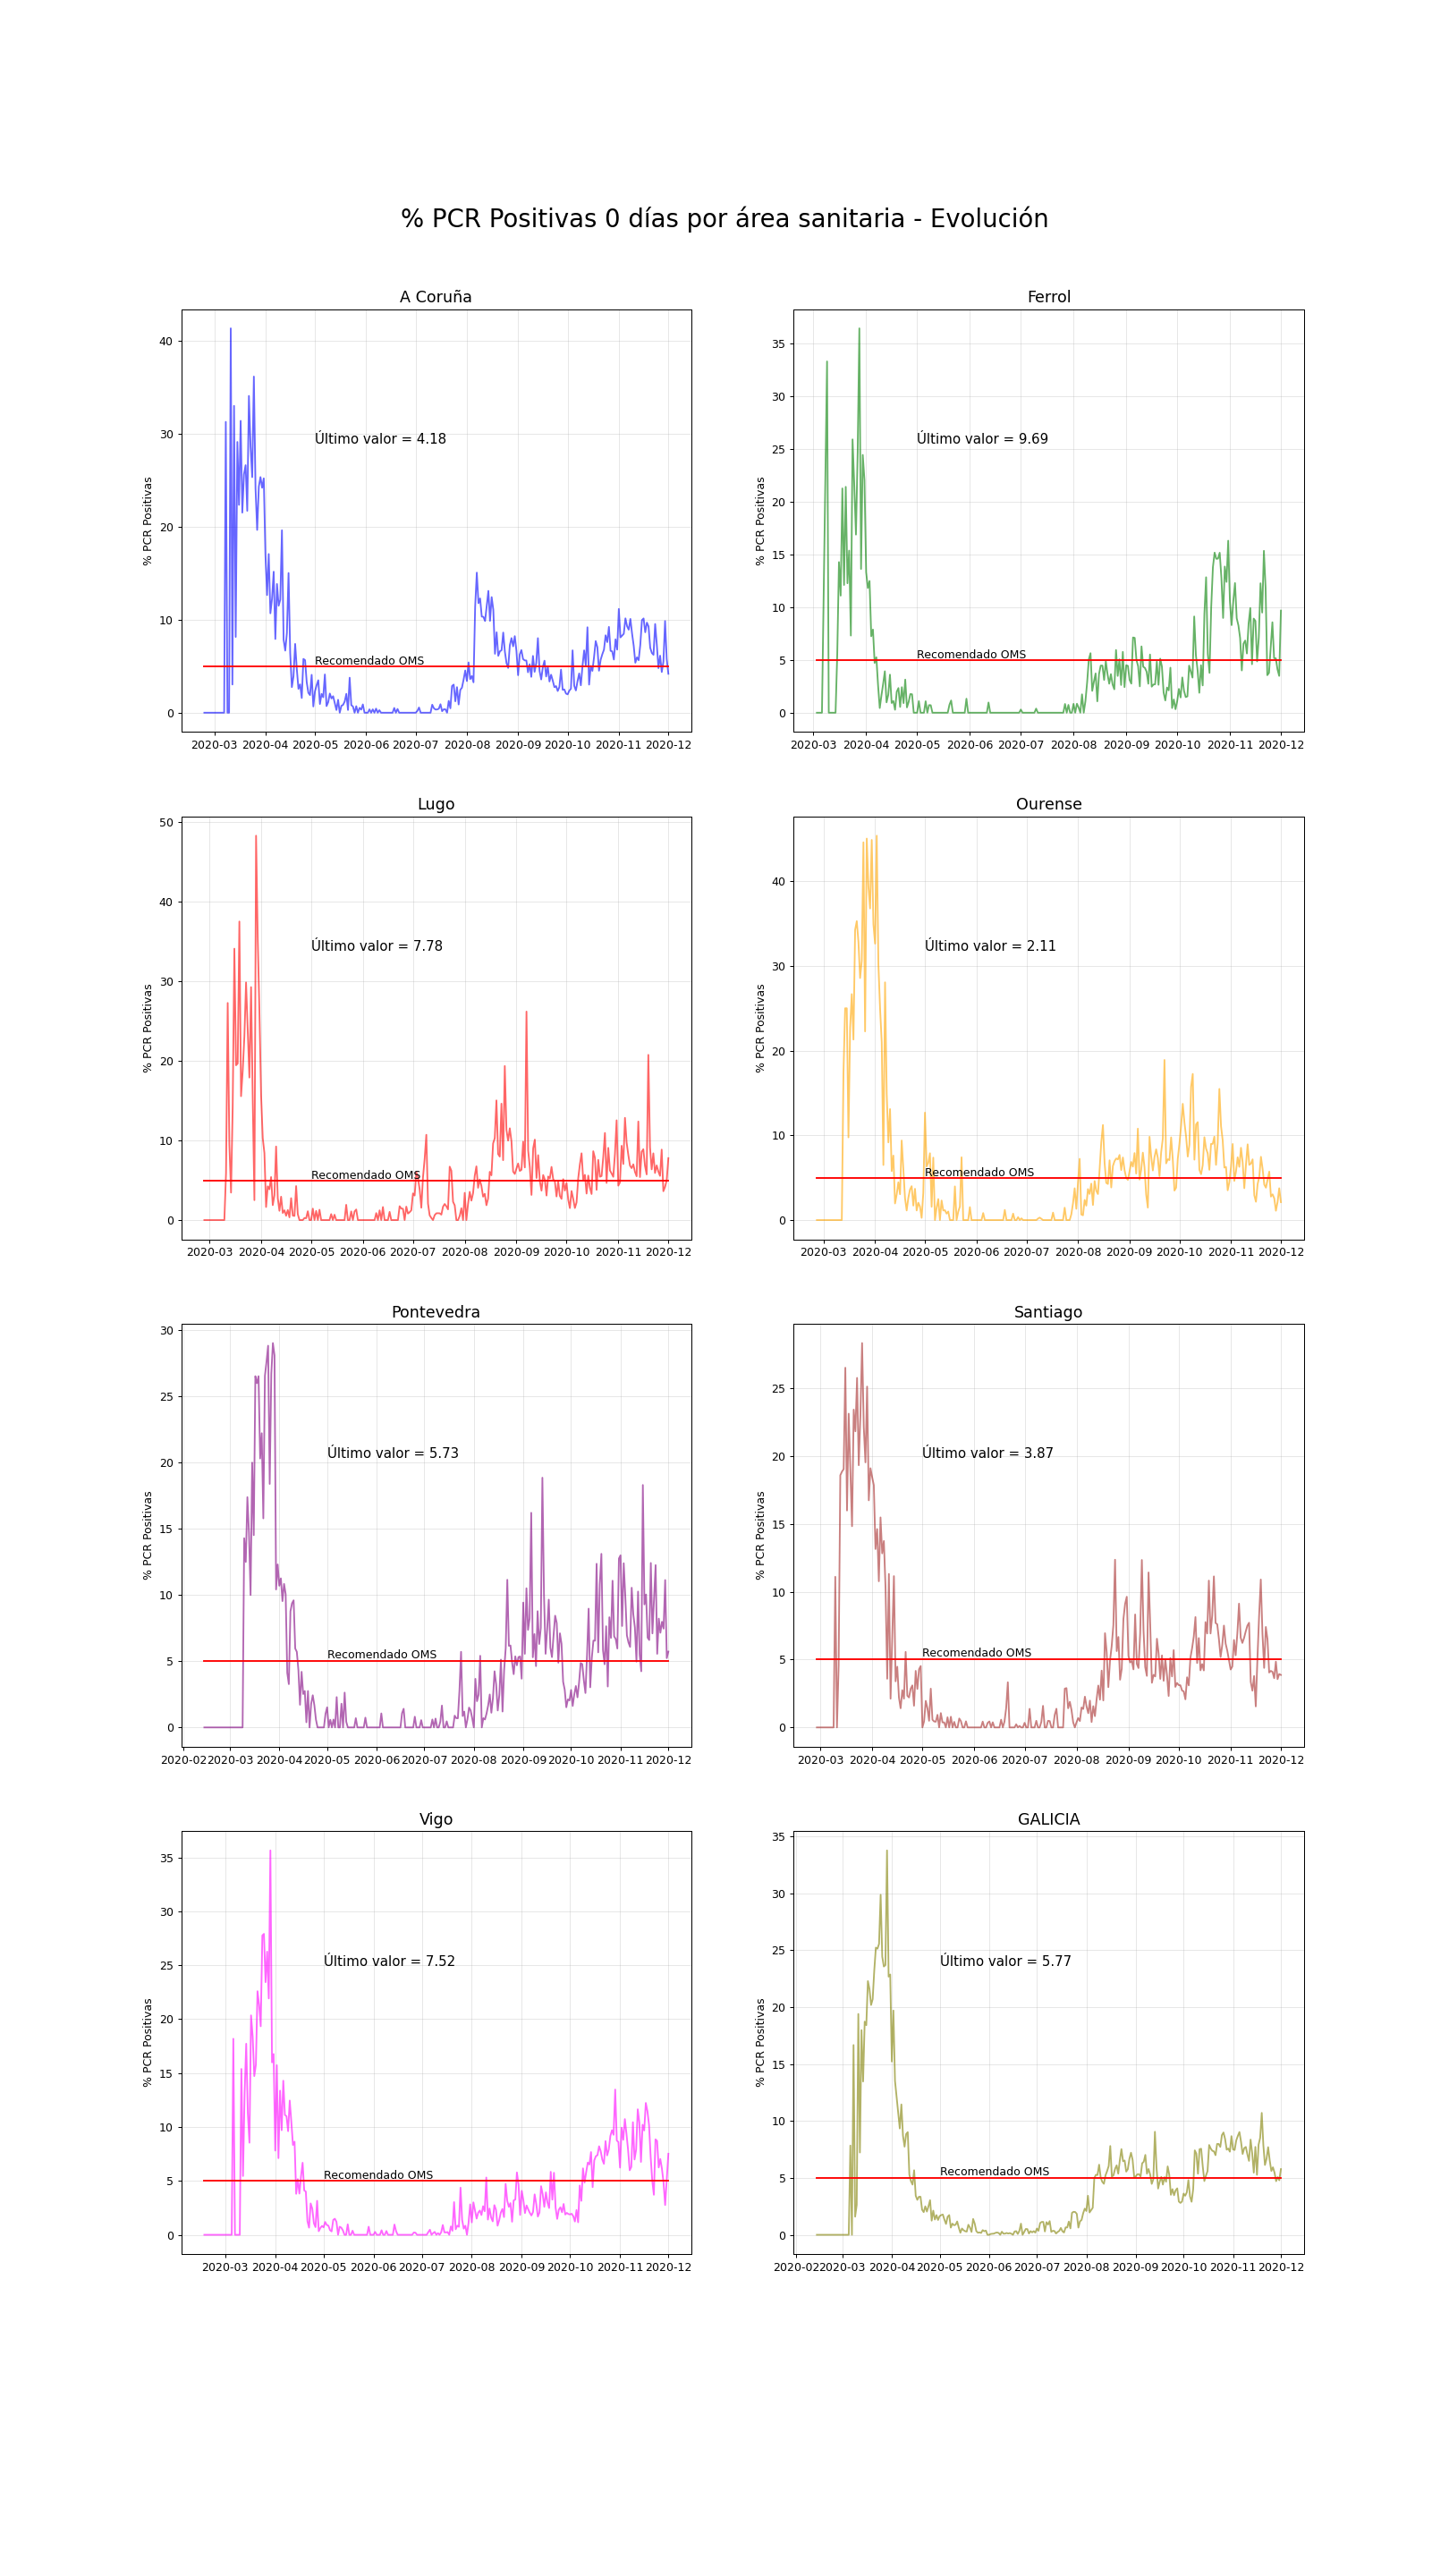 % PCR Positivas 0 días por área sanitaria - Evolución
A Coruña
% PCR Positivas
40
30
20
10
0
Último valor = 4.18
Recomendado OMS
2020-03 2020-04 2020-05 2020-06 2020-07 2020-08 2020-09 2020-10 2020-11 2020-12
Ferrol
% PCR Positivas
35
30
25
20
15
10
5
0
Último valor = 9.69
Recomendado OMS
2020-03 2020-04 2020-05 2020-06 2020-07 2020-08 2020-09 2020-10 2020-11 2020-12
Lugo
% PCR Positivas
50
40
30
20
10
0
Último valor = 7.78
Recomendado OMS
2020-03 2020-04 2020-05 2020-06 2020-07 2020-08 2020-09 2020-10 2020-11 2020-12
Ourense
% PCR Positivas
40
30
20
10
0
Último valor = 2.11
Recomendado OMS
2020-03 2020-04 2020-05 2020-06 2020-07 2020-08 2020-09 2020-10 2020-11 2020-12
Pontevedra
% PCR Positivas
30
25
20
15
10
5
0
Último valor = 5.73
Recomendado OMS
2020-02 2020-03 2020-04 2020-05 2020-06 2020-07 2020-08 2020-09 2020-10 2020-11 2020-12
Santiago
% PCR Positivas
25
20
15
10
5
0
Último valor = 3.87
Recomendado OMS
2020-03 2020-04 2020-05 2020-06 2020-07 2020-08 2020-09 2020-10 2020-11 2020-12
Vigo
% PCR Positivas
35
30
25
20
15
10
5
0
Último valor = 7.52
Recomendado OMS
2020-03 2020-04 2020-05 2020-06 2020-07 2020-08 2020-09 2020-10 2020-11 2020-12
GALICIA
% PCR Positivas
35
30
25
20
15
10
5
0
Último valor = 5.77
Recomendado OMS
2020-02 2020-03 2020-04 2020-05 2020-06 2020-07 2020-08 2020-09 2020-10 2020-11 2020-12